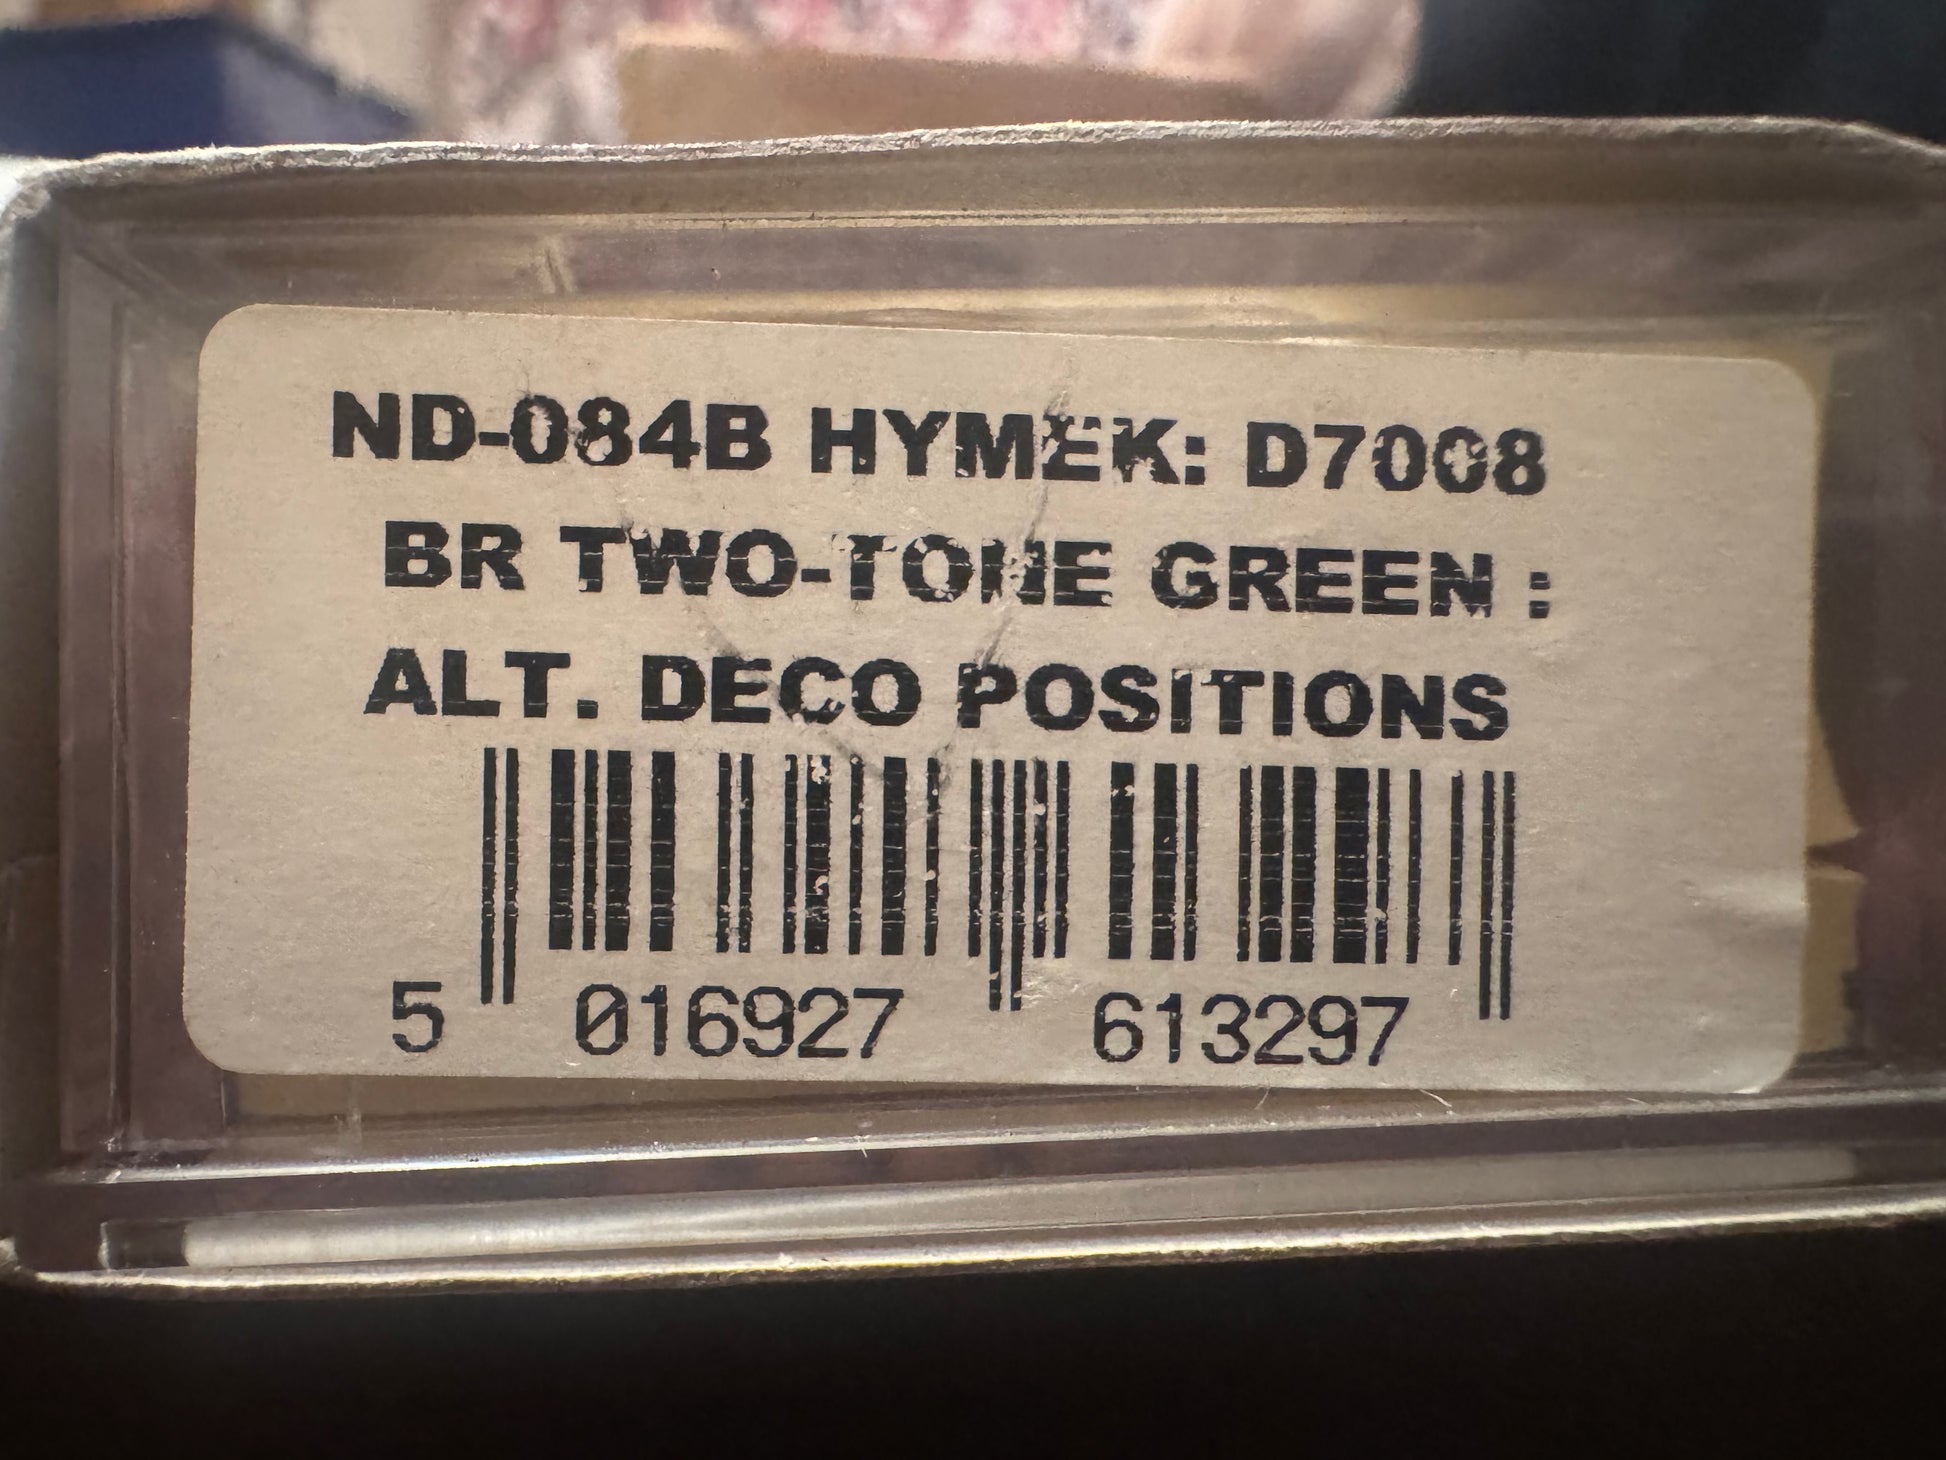 ND-084B HYMEK: D7008
BR TWO-TONE GREEN :
ALT. DECO POSITIONS
5 016927 613297